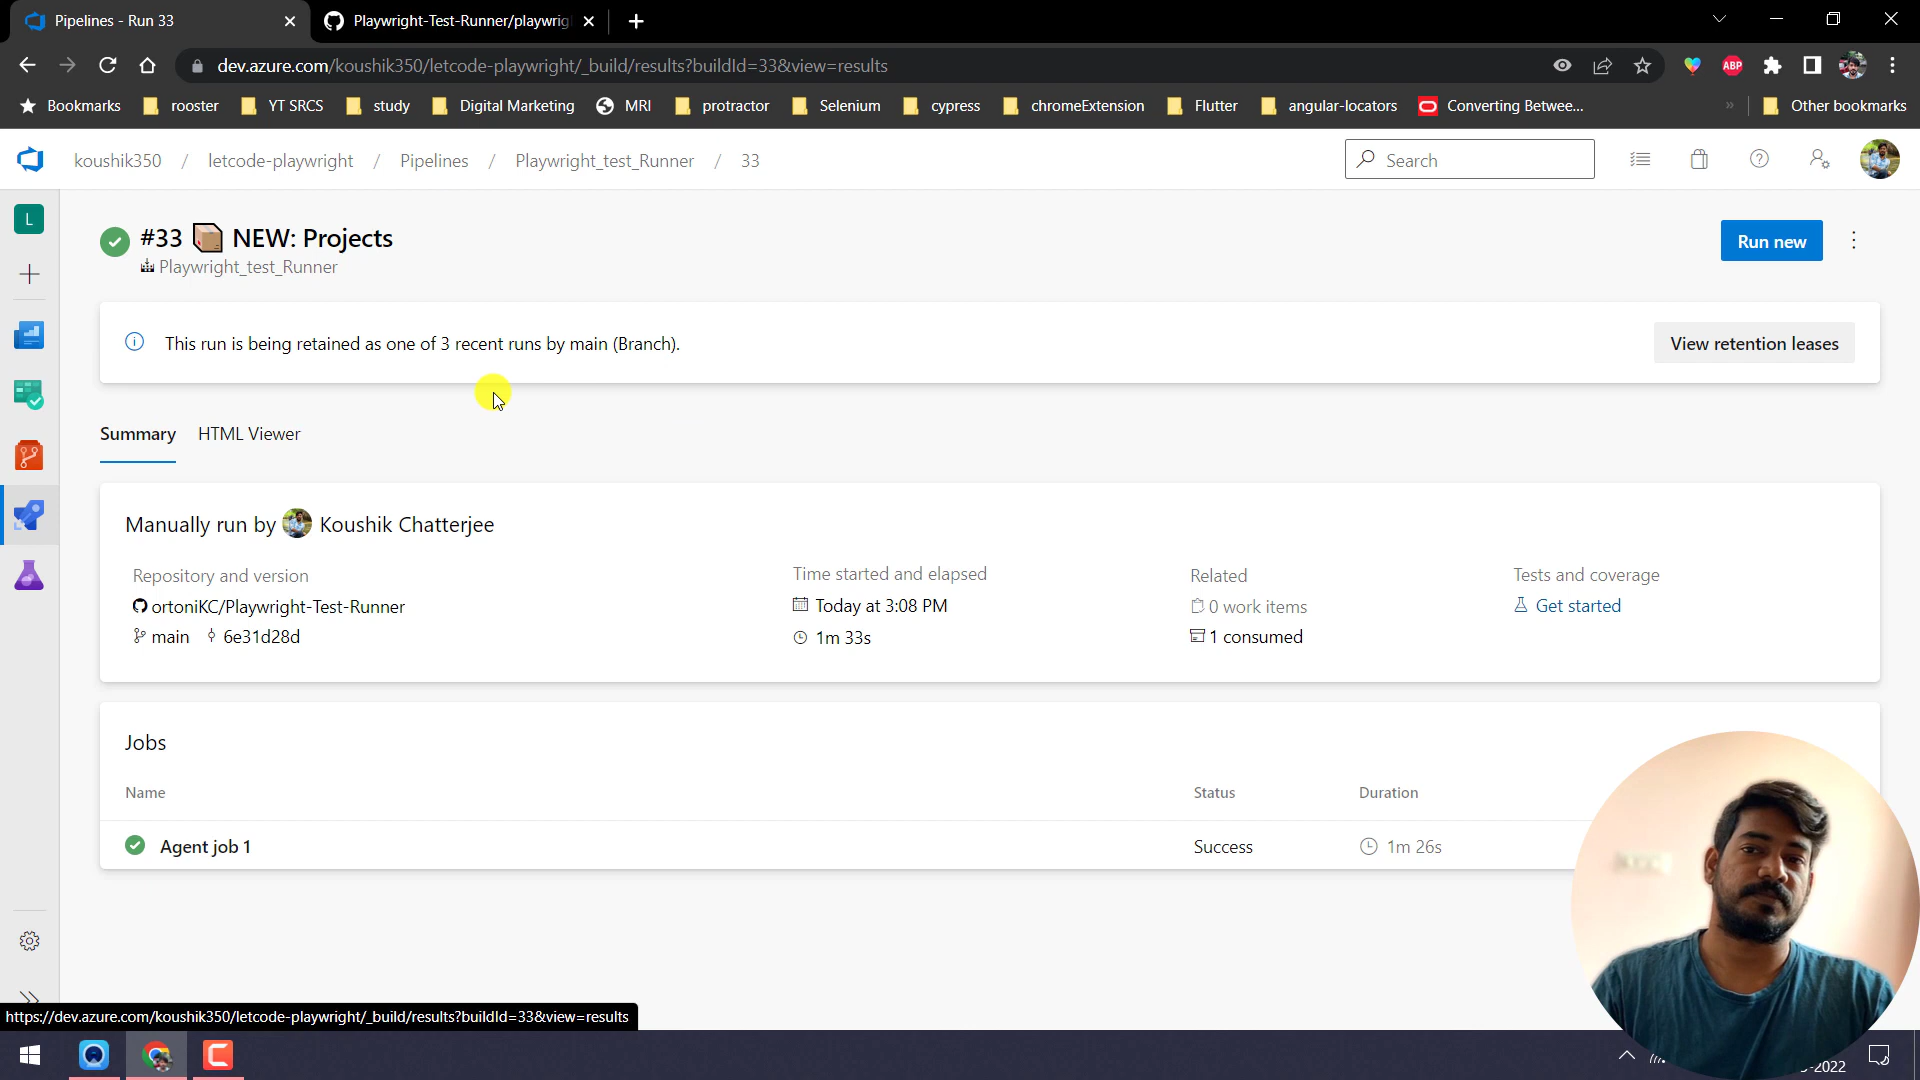 Pipelines - Run 33
Playwright-Test-Runner/playwrig
dev.azure.com/koushik350/letcode-playwright/_build/results?buildId=33&view=results
ABP
Bookmarks
rooster
YT SRCS
study
Digital Marketing
MRI
protractor
Selenium
cypress
chromeExtension
Flutter
angular-locators
Converting Betwee...
»
Other bookmarks
koushik350 / letcode-playwright / Pipelines / Playwright_test_Runner / 33
Search
L
#33 NEW: Projects
Run new
Playwright_test_Runner
This run is being retained as one of 3 recent runs by main (Branch).
View retention leases
Summary
HTML Viewer
Manually run by Koushik Chatterjee
Repository and version
Time started and elapsed
Related
Tests and coverage
ortoniKC/Playwright-Test-Runner
Today at 3:08 PM
0 work items
Get started
main 6e31d28d
1m 33s
1 consumed
Jobs
Name
Status
Duration
Agent job 1
Success
1m 26s
https://dev.azure.com/koushik350/letcode-playwright/_build/results?buildId=33&view=results
-2022